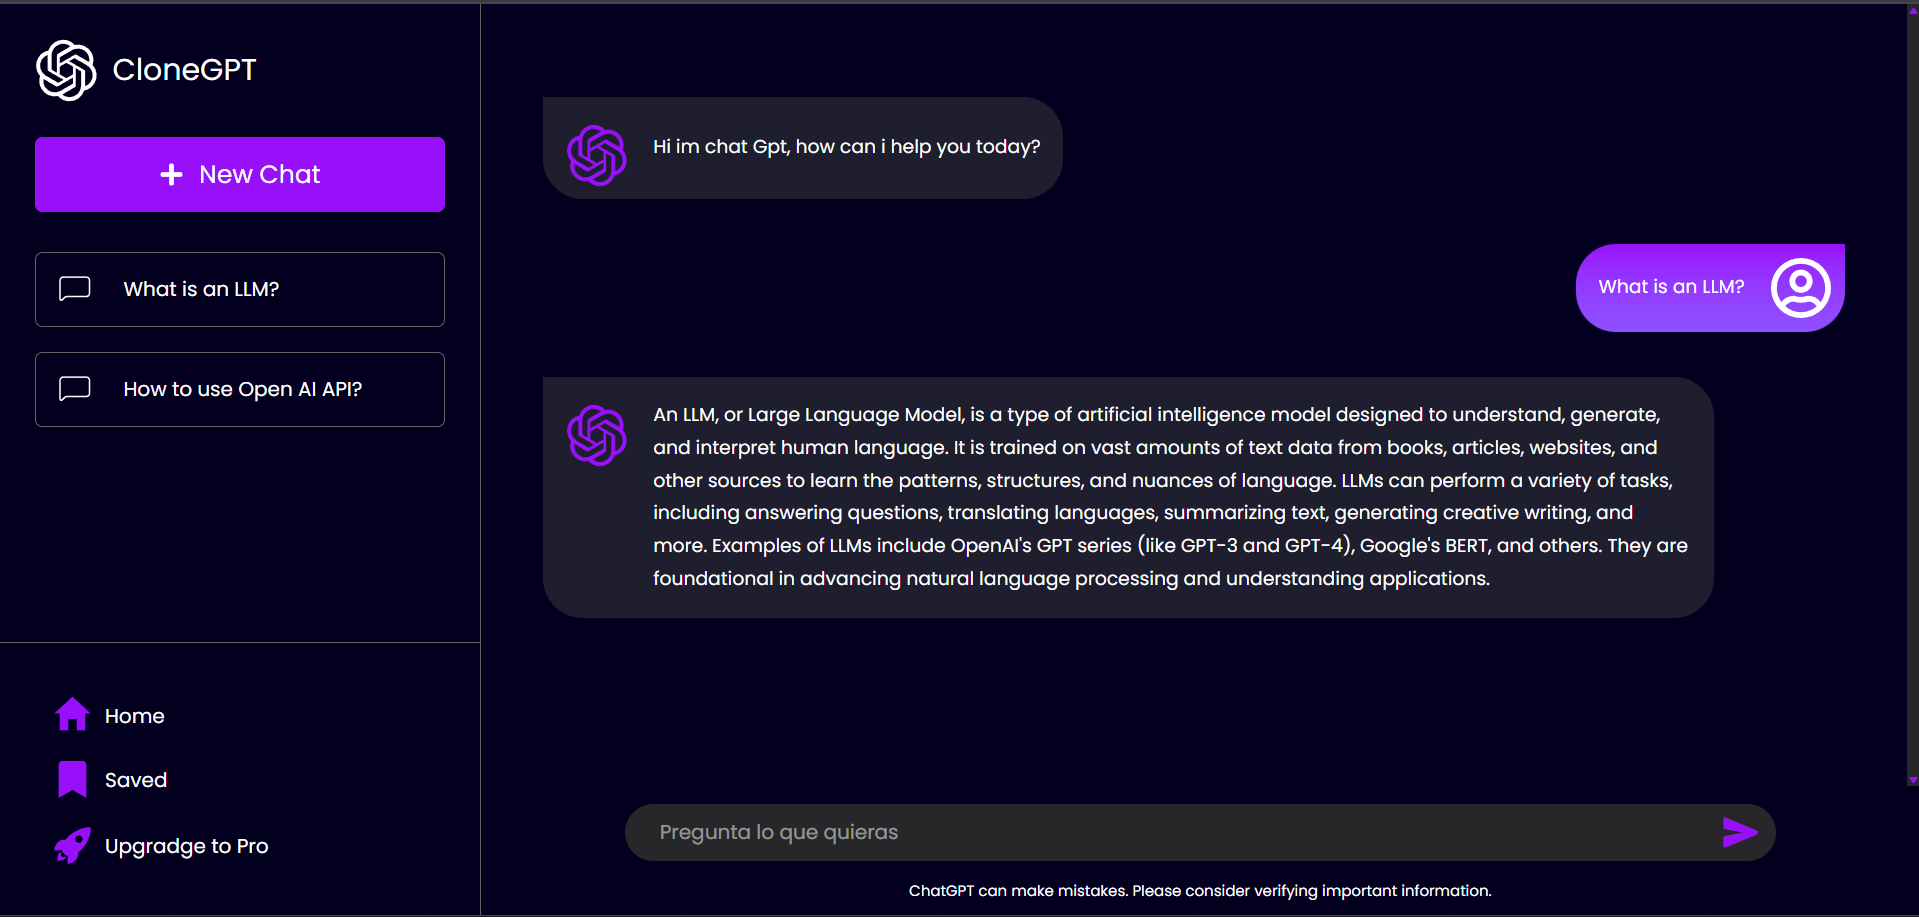 CloneGPT
New Chat
What is an LLM?
How to use Open AI API?
Home
Saved
Upgradge to Pro
Hi im chat Gpt, how can i help you today?
What is an LLM?
An LLM, or Large Language Model, is a type of artificial intelligence model designed to understand, generate,
and interpret human language. It is trained on vast amounts of text data from books, articles, websites, and
other sources to learn the patterns, structures, and nuances of language. LLMs can perform a variety of tasks,
including answering questions, translating languages, summarizing text, generating creative writing, and
more. Examples of LLMs include OpenAI's GPT series (like GPT-3 and GPT-4), Google's BERT, and others. They are
foundational in advancing natural language processing and understanding applications.
Pregunta lo que quieras
ChatGPT can make mistakes. Please consider verifying important information.